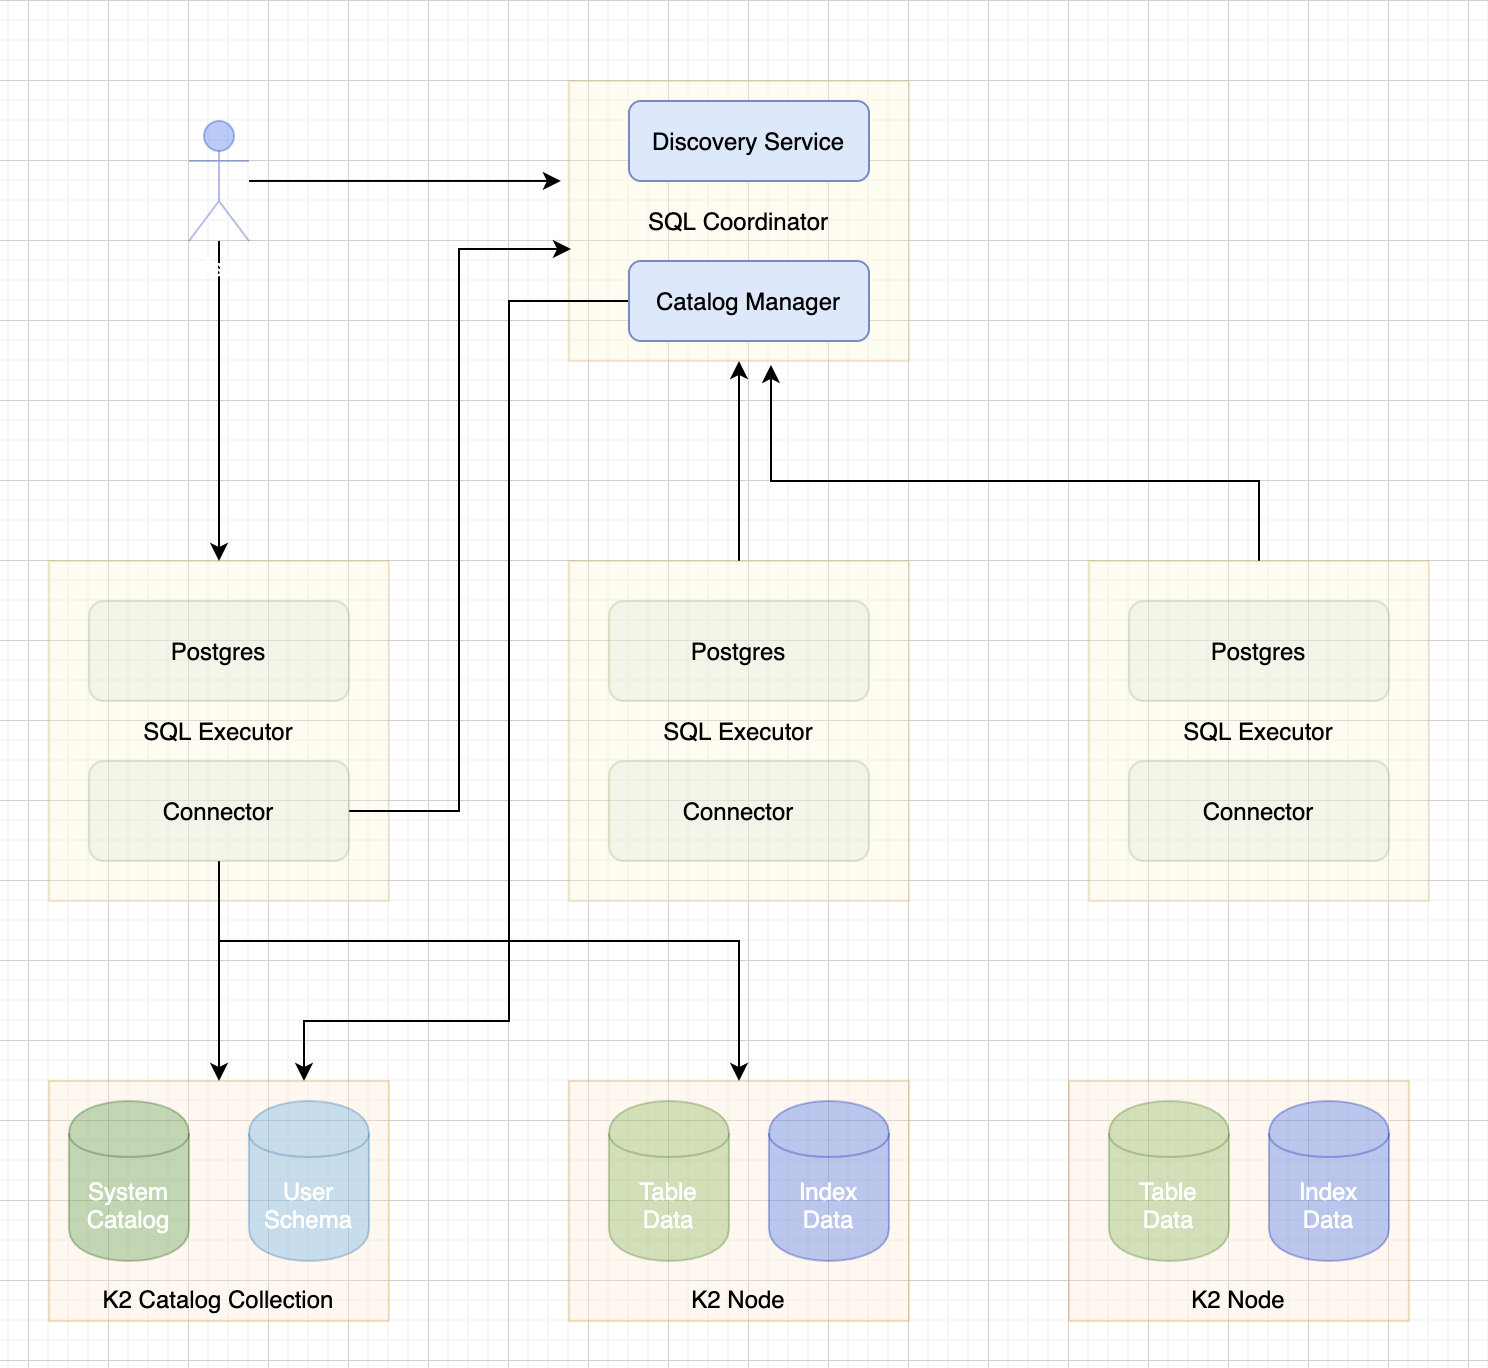 Discovery Service
SQL Coordinator
Catalog Manager
Postgres
SQL Executor
Connector
Postgres
SQL Executor
Connector
Postgres
SQL Executor
Connector
System
Catalog
User
Schema
K2 Catalog Collection
Table
Data
Index
Data
K2 Node
Table
Data
Index
Data
K2 Node